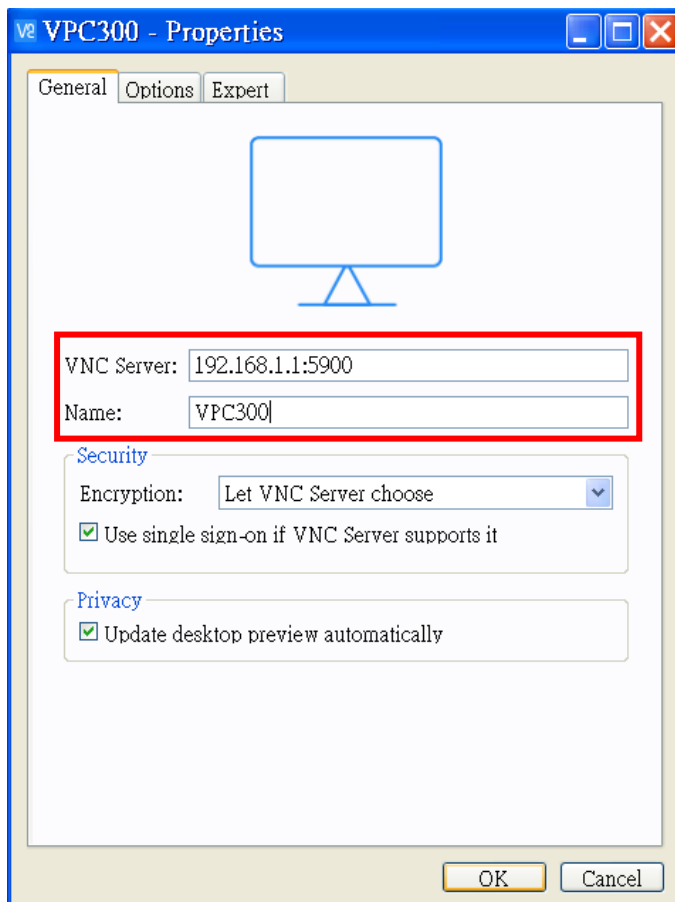 V2 VPC300 - Properties
General Options Expert
VNC Server: 192.168.1.1:5900
Name: VPC300
Security
Encryption: Let VNC Server choose
Use single sign-on if VNC Server supports it
Privacy
Update desktop preview automatically
OK Cancel